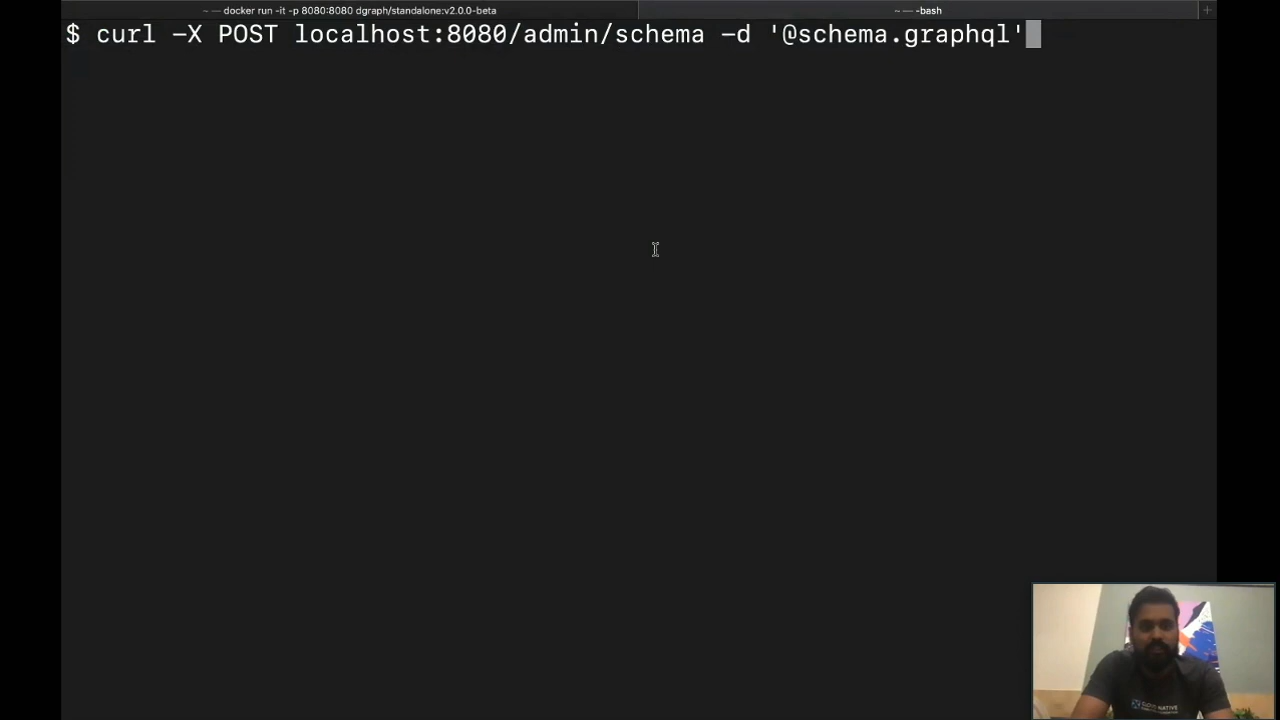 ~ — docker run -it -p 8080:8080 dgraph/standalone:v2.0.0-beta
~ — -bash
$ curl -X POST localhost:8080/admin/schema -d '@schema.graphql'
NATIVE